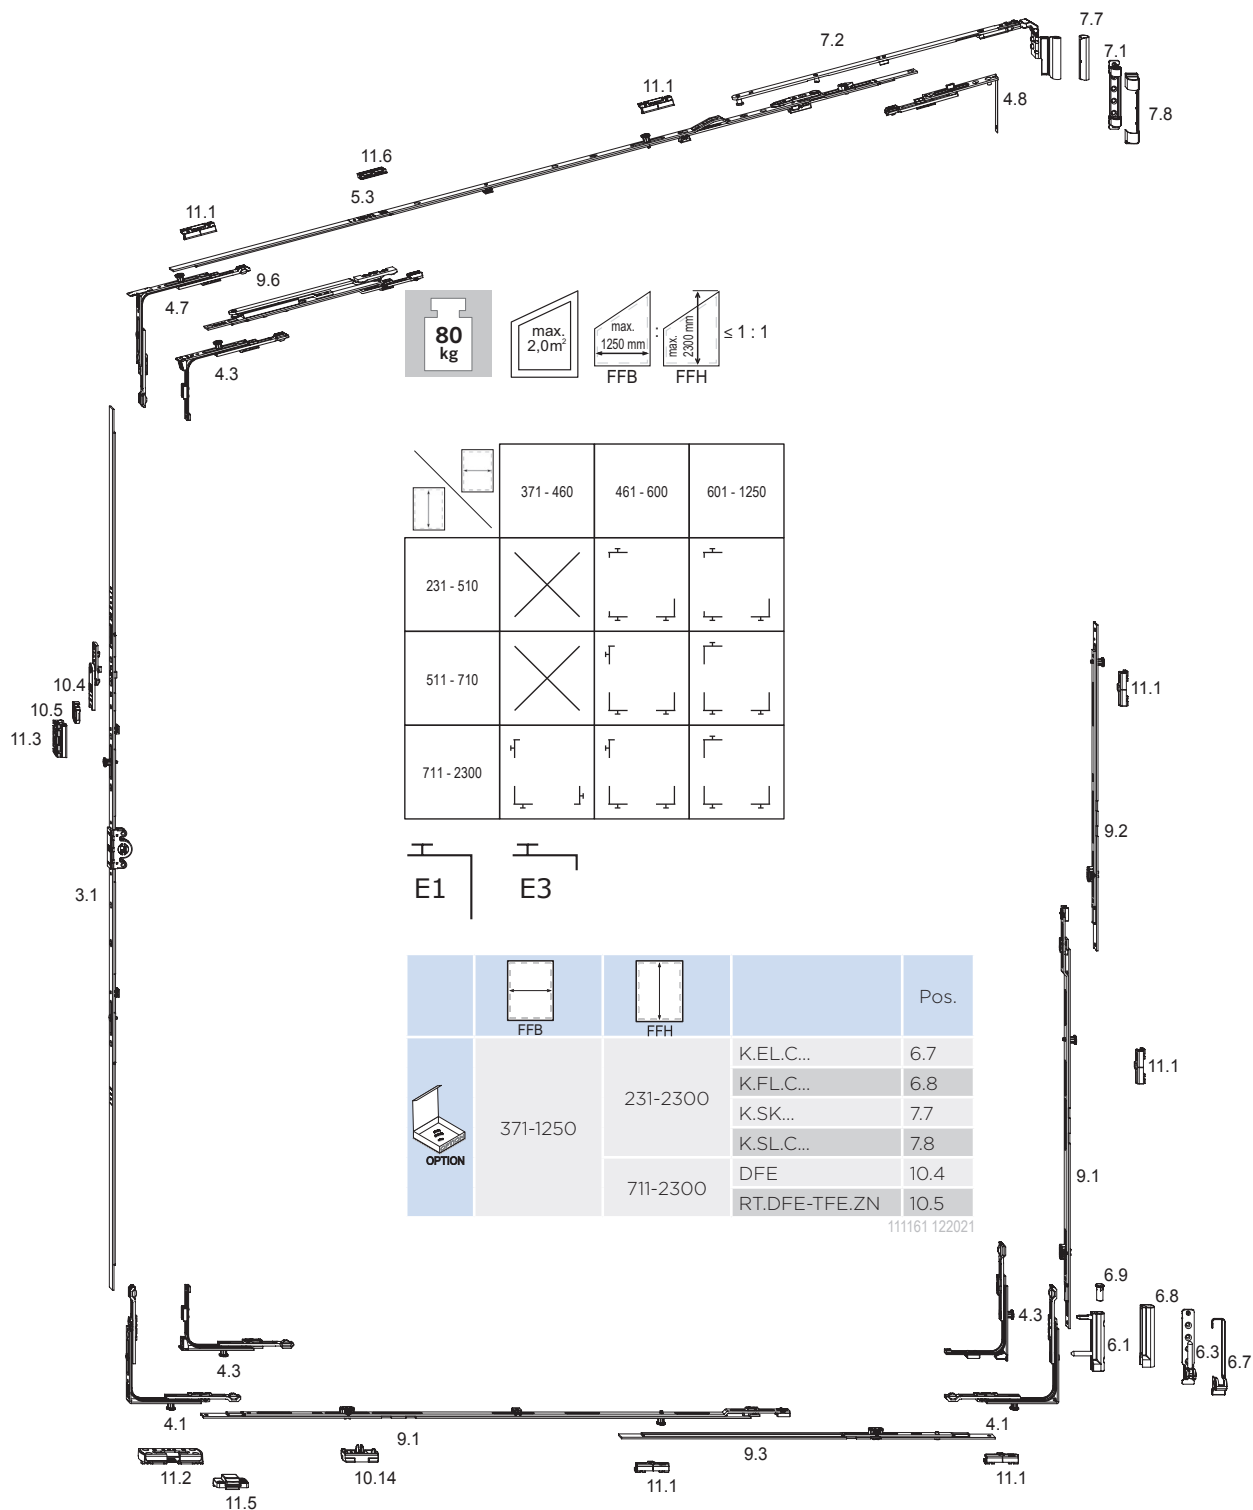 7.2
7.7
7.1
11.1
4.8
7.8
11.6
5.3
11.1
9.6
4.7
4.3
80
kg
max.
2,0m²
max.
1250 mm
FFB
:
max.
2300 mm
FFH
≤ 1 : 1
371 - 460
461 - 600
601 - 1250
231 - 510
511 - 710
711 - 2300
10.4
10.5
11.3
11.1
3.1
9.2
E1
E3
FFB
FFH
Pos.
OPTION
371-1250
231-2300
K.EL.C... 6.7
K.FL.C... 6.8
K.SK... 7.7
K.SL.C... 7.8
711-2300
DFE 10.4
RT.DFE-TFE.ZN 10.5
111161 122021
11.1
9.1
6.9
6.8
4.3
6.1
6.3
6.7
4.3
4.1
9.1
4.1
9.3
11.2
10.14
11.1
11.1
11.5